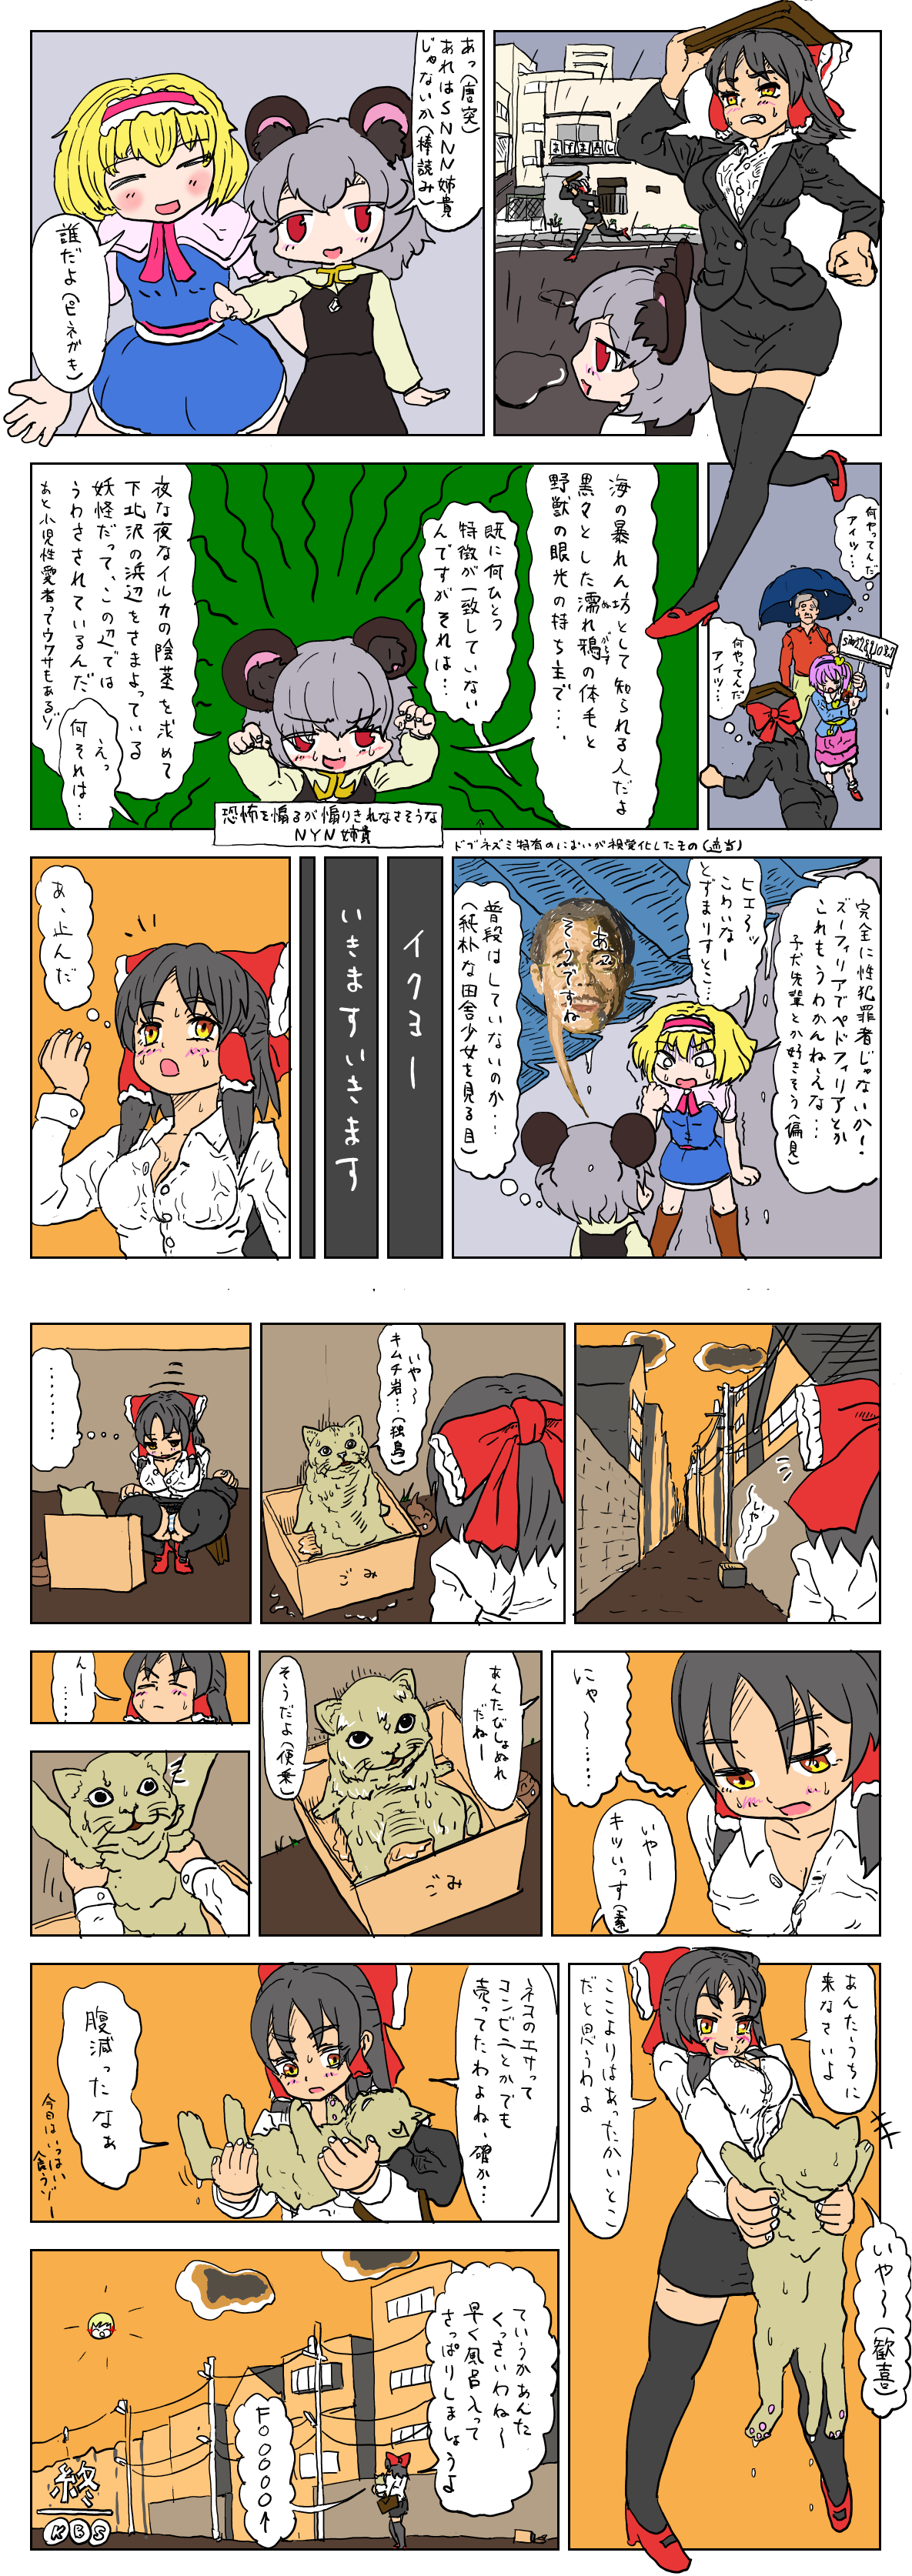 あっ(唐突)
あれはSNNN姉貴
じゃないか(棒読み)
誰だよ(ピネガキ)
何やってんだ
アイツ…
何やってんだ
アイツ…
海の暴れん坊として知られる人だよ
黒々とした濡れ鴉の体毛と
ぬ
がらす
野獣の眼光の持ち主で…
既に何ひとつ
特徴が一致していない
んですがそれは…
夜な夜なイルカの陰茎を求めて
下北沢の浜辺をさまよっている
妖怪だって、この辺では
うわさされているんだ
あと小児性愛者ってウワサもあるゾ
えっ
何それは…
恐怖を煽るが煽りきれなさそうな
NYN姉貴
↑
ドブネズミ特有のにおいが視覚化したもの(適当)
完全に性犯罪者じゃないか!
ズーフィリアでペドフィリアとか
これもうわかんねぇな…
予犬先輩とか好きそう(偏見)
ヒエ〜ッ
こわいなー
とずまりすとこ…
あ、
そうですね
普段はしていないのか…
(純朴な田舎少女を見る目)
イクヨー
いきますいきます
あ、止んだ
いや〜
いや〜
キムチ岩…(独島)
ごみ
………
にゃ〜……
いやー
キツいっす(素)
あんたびしょぬれ
だねー
そうだよ(便乗)
ごみ
んー
……
あんたうちに
来なさいよ
ここよりはあったかいとこ
だと思うわよ
いや〜(歓喜)
ネコのエサって
コンビニとかでも
売ってたわよね、確か…
腹減ったなぁ
今日はいっぱい
食うゾー
ていうかあんた
くっさいわね〜
早く風呂入って
さっぱりしましょうよ
FOOOOO↑
終
KBS